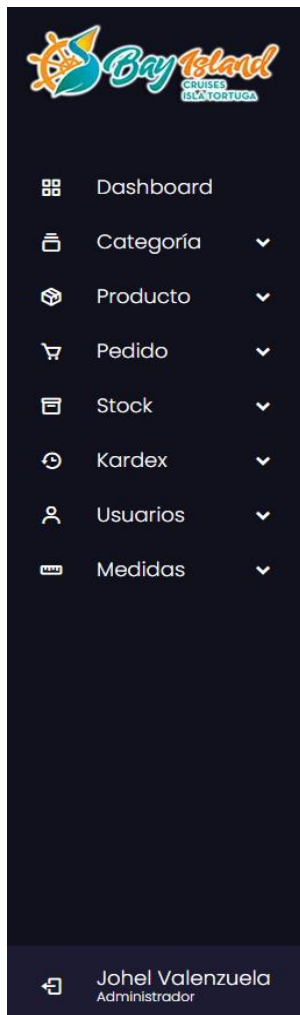 Bay Island
CRUISES
ISLA TORTUGA
Dashboard
Categoría
Producto
Pedido
Stock
Kardex
Usuarios
Medidas
Johel Valenzuela
Administrador